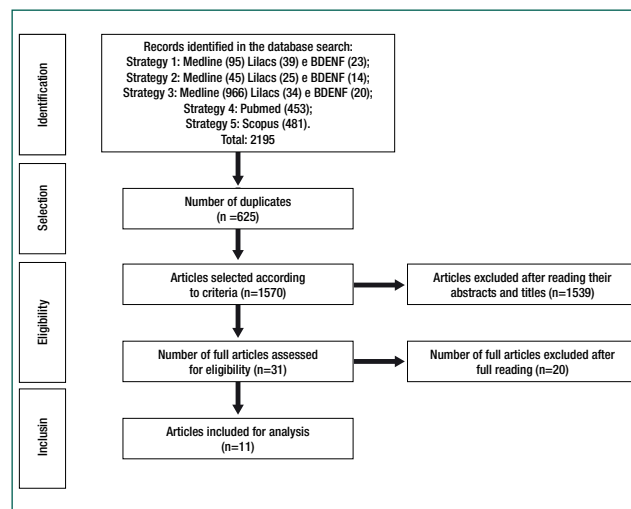 Identification
Records identified in the database search:
Strategy 1: Medline (95) Lilacs (39) e BDENF (23);
Strategy 2: Medline (45) Lilacs (25) e BDENF (14);
Strategy 3: Medline (966) Lilacs (34) e BDENF (20);
Strategy 4: Pubmed (453);
Strategy 5: Scopus (481).
Total: 2195
Selection
Number of duplicates
(n =625)
Eligibility
Articles selected according
to criteria (n=1570)
Articles excluded after reading their
abstracts and titles (n=1539)
Number of full articles assessed
for eligibility (n=31)
Number of full articles excluded after
full reading (n=20)
Inclusin
Articles included for analysis
(n=11)